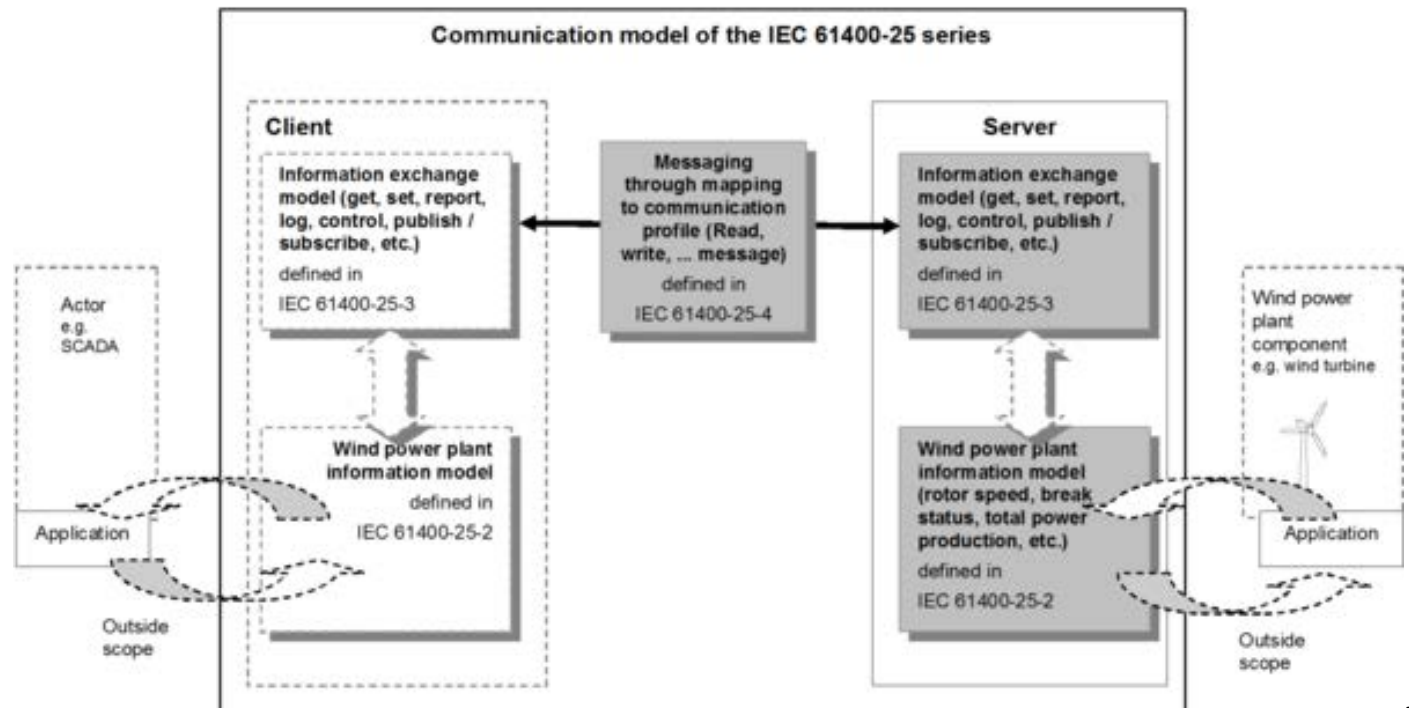 Communication model of the IEC 61400-25 series
Client
Information exchange
model (get, set, report,
log, control, publish /
subscribe, etc.)
defined in
IEC 61400-25-3
Wind power plant
information model
defined in
IEC 61400-25-2
Messaging
through mapping
to communication
profile (Read,
write, ... message)
defined in
IEC 61400-25-4
Server
Information exchange
model (get, set, report,
log, control, publish /
subscribe, etc.)
defined in
IEC 61400-25-3
Wind power plant
information model
(rotor speed, break
status, total power
production, etc.)
defined in
IEC 61400-25-2
Actor
e.g.
SCADA
Application
Outside
scope
Wind power
plant
component
e.g. wind turbine
Application
Outside
scope